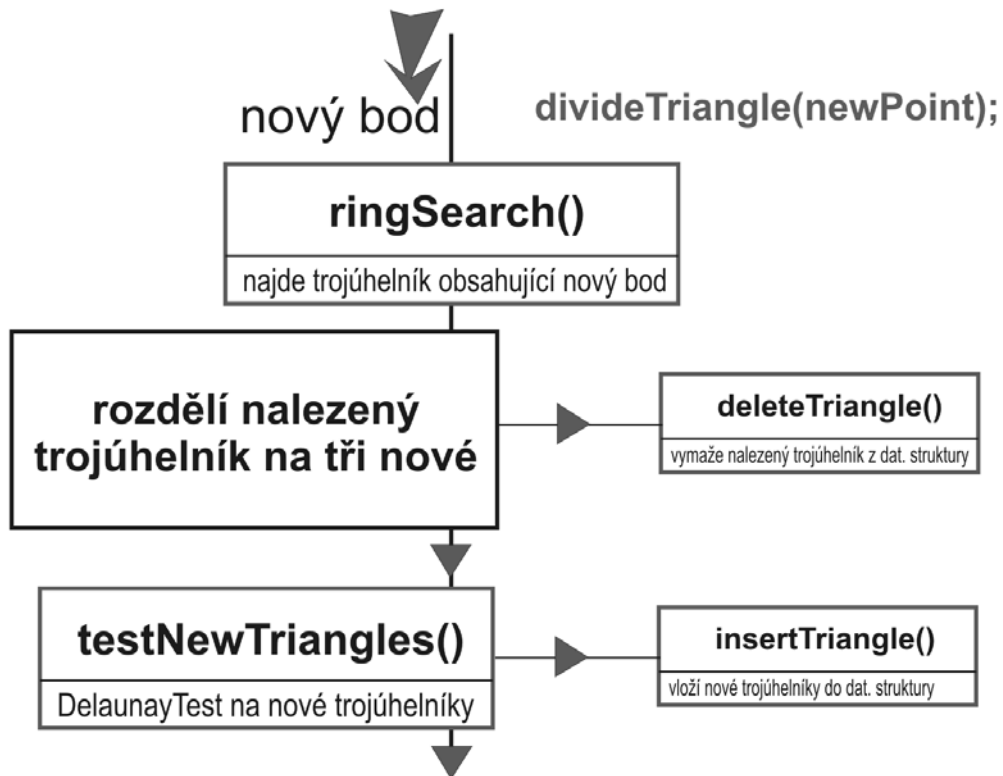 nový bod
divideTriangle(newPoint);
ringSearch()
najde trojúhelník obsahující nový bod
rozdělí nalezený
trojúhelník na tři nové
deleteTriangle()
vymaže nalezený trojúhelník z dat. struktury
testNewTriangles()
DelaunayTest na nové trojúhelníky
insertTriangle()
vloží nové trojúhelníky do dat. struktury